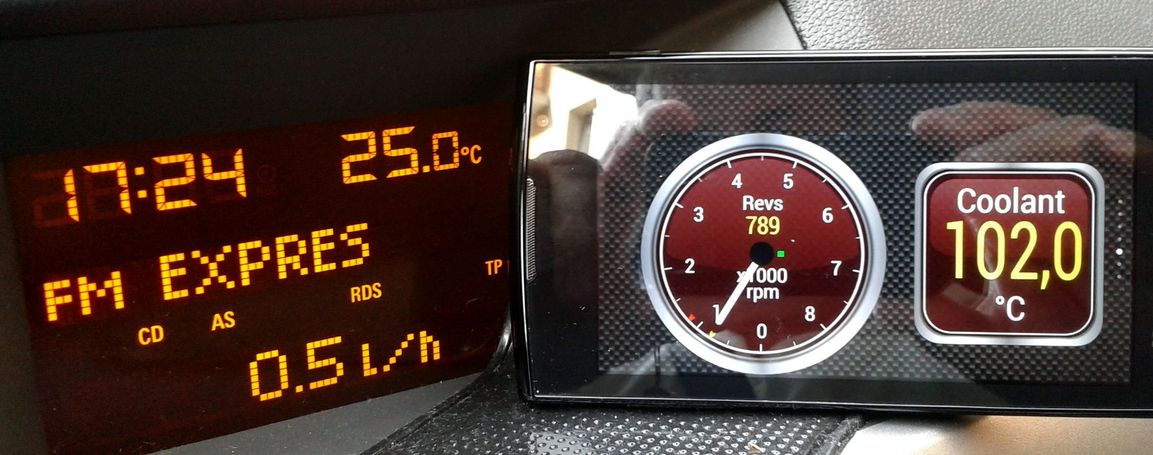 17:24 25.0°C
FM EXPRES
TP
CD AS RDS
0.5 l/h
4 5
3 6
2 7
1 8
0
Revs
789
x1000
rpm
Coolant
102,0
°C